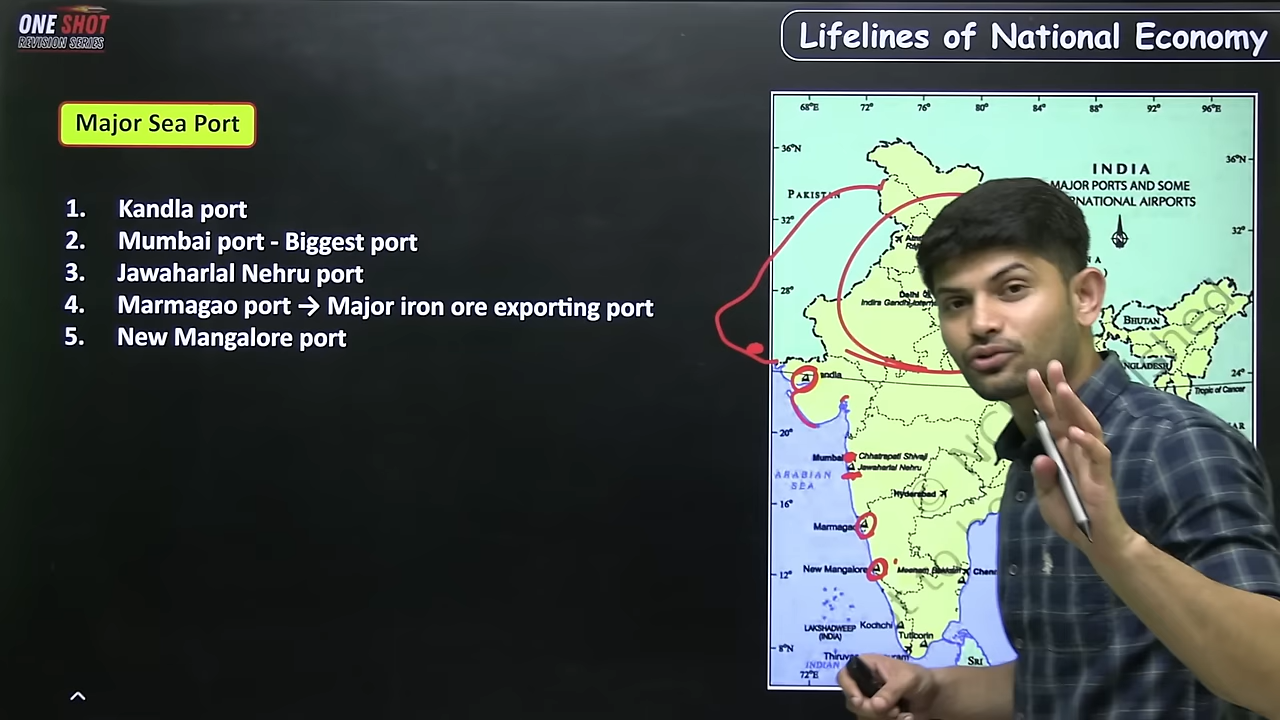 ONE SHOT
REVISION SERIES
Lifelines of National Economy
Major Sea Port
1. Kandla port
2. Mumbai port - Biggest port
3. Jawaharlal Nehru port
4. Marmagao port → Major iron ore exporting port
5. New Mangalore port
68°E 72° 76° 80° 84° 88° 92° 96°E
36°N 36°N
INDIA
MAJOR PORTS AND SOME
PAKISTAN
AIRPORTS
32° 32°
28°
Delhi
Indira Gandhi
BHUTAN
24°
Tropic of Cancer
20°
Mumbai Chhatrapati Shivaji
Jawaharlal Nehru
ARABIAN
SEA
16°
Hyderabad
Marmagao
New Mangalore
12°
LAKSHADWEEP
(INDIA)
Kochchi
Tuticorin
8°N
INDIAN
SRI
72°E